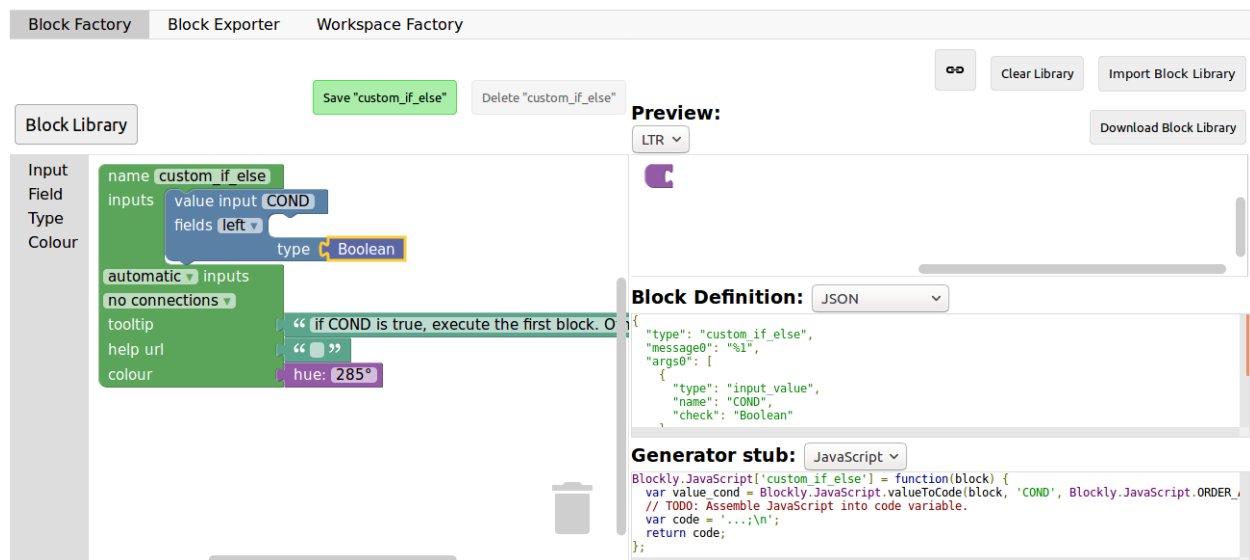 Block Factory Block Exporter Workspace Factory
Clear Library Import Block Library
Save "custom_if_else" Delete "custom_if_else"
Block Library
Preview:
Download Block Library
LTR
Input
Field
Type
Colour
name custom_if_else
inputs value input COND
fields left
type Boolean
automatic inputs
no connections
tooltip “ if COND is true, execute the first block.
help url “ ”
colour hue: 285°
Block Definition: JSON
{
"type": "custom_if_else",
"message0": "%1",
"args0": [
{
"type": "input_value",
"name": "COND",
"check": "Boolean"
Generator stub: JavaScript
Blockly.JavaScript['custom_if_else'] = function(block) {
var value_cond = Blockly.JavaScript.valueToCode(block, 'COND', Blockly.JavaScript.ORDER_
// TODO: Assemble JavaScript into code variable.
var code = '...;\n';
return code;
};